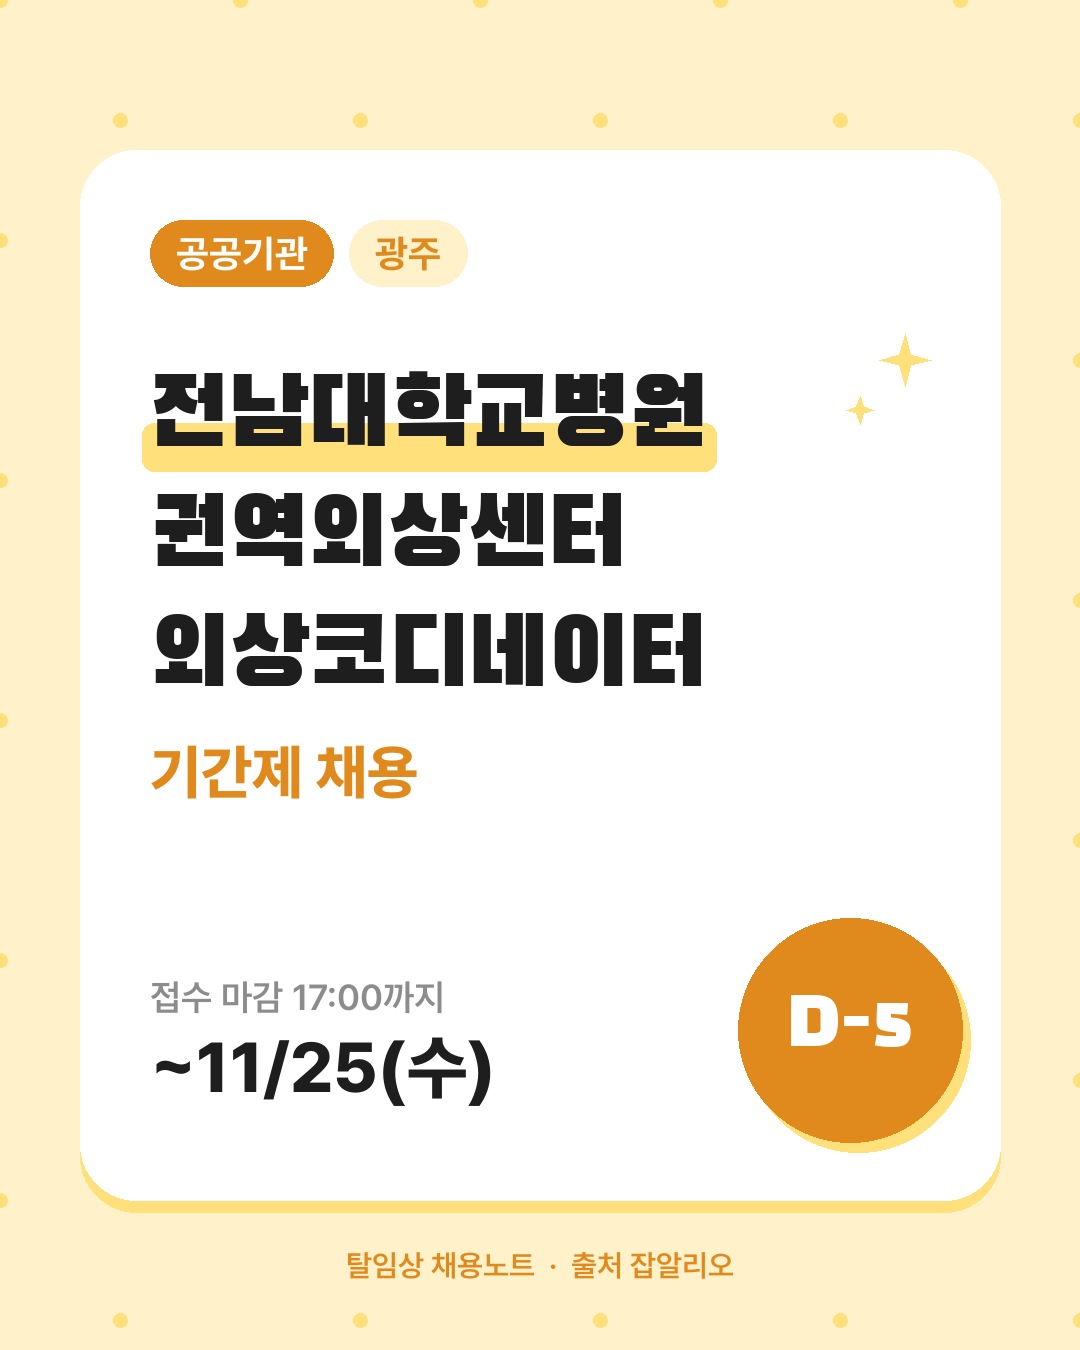 공공기관 광주
전남대학교병원
권역외상센터
외상코디네이터
기간제 채용
접수 마감 17:00까지
~11/25(수)
D-5
탈임상 채용노트 · 출처 잡알리오